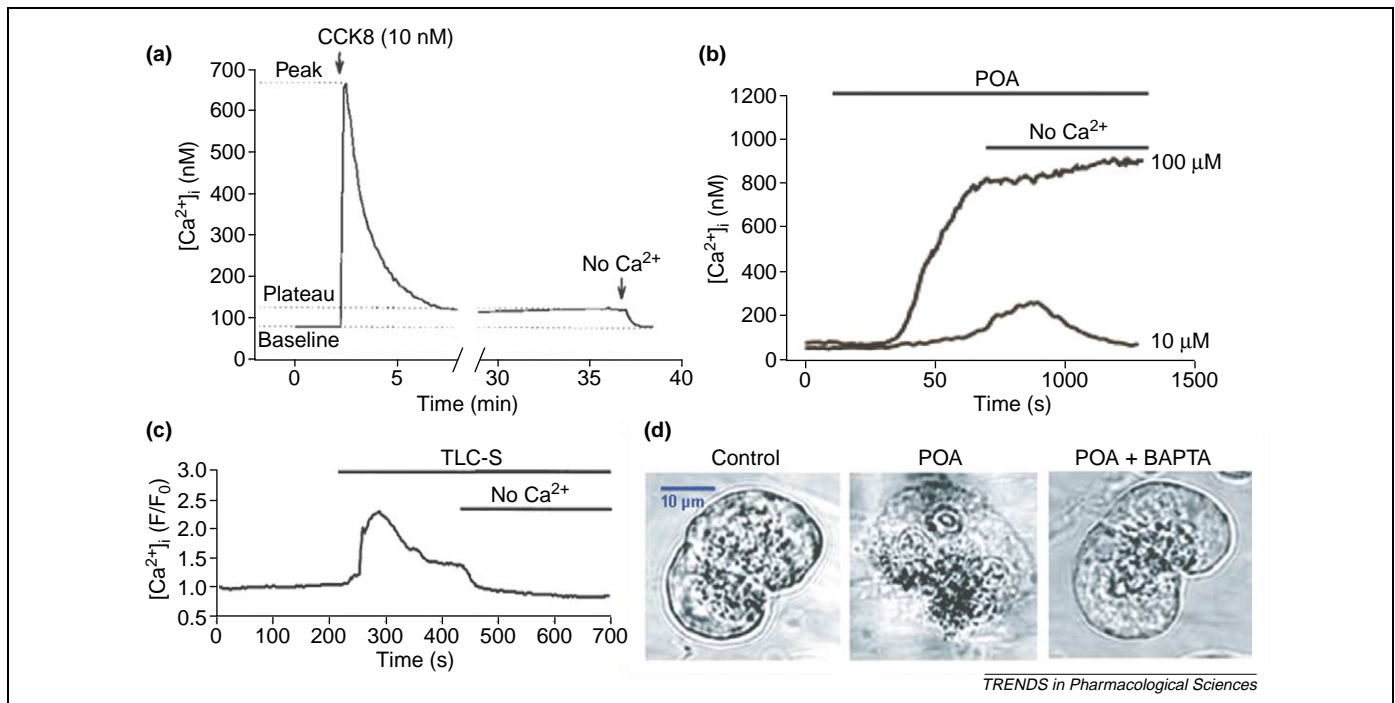 (a)
CCK8 (10 nM)
Peak
700
600
500
400
300
200
100
0
[Ca²⁺]ᵢ (nM)
Plateau
Baseline
No Ca²⁺
0 5 30 35 40
Time (min)
(b)
POA
No Ca²⁺
1200
1000
800
600
400
200
0
[Ca²⁺]ᵢ (nM)
100 μM
10 μM
0 50 1000 1500
Time (s)
(c)
TLC-S
No Ca²⁺
3.0
2.5
2.0
1.5
1.0
0.5
[Ca²⁺]ᵢ (F/F₀)
0 100 200 300 400 500 600 700
Time (s)
(d)
Control POA POA + BAPTA
10 μm
TRENDS in Pharmacological Sciences